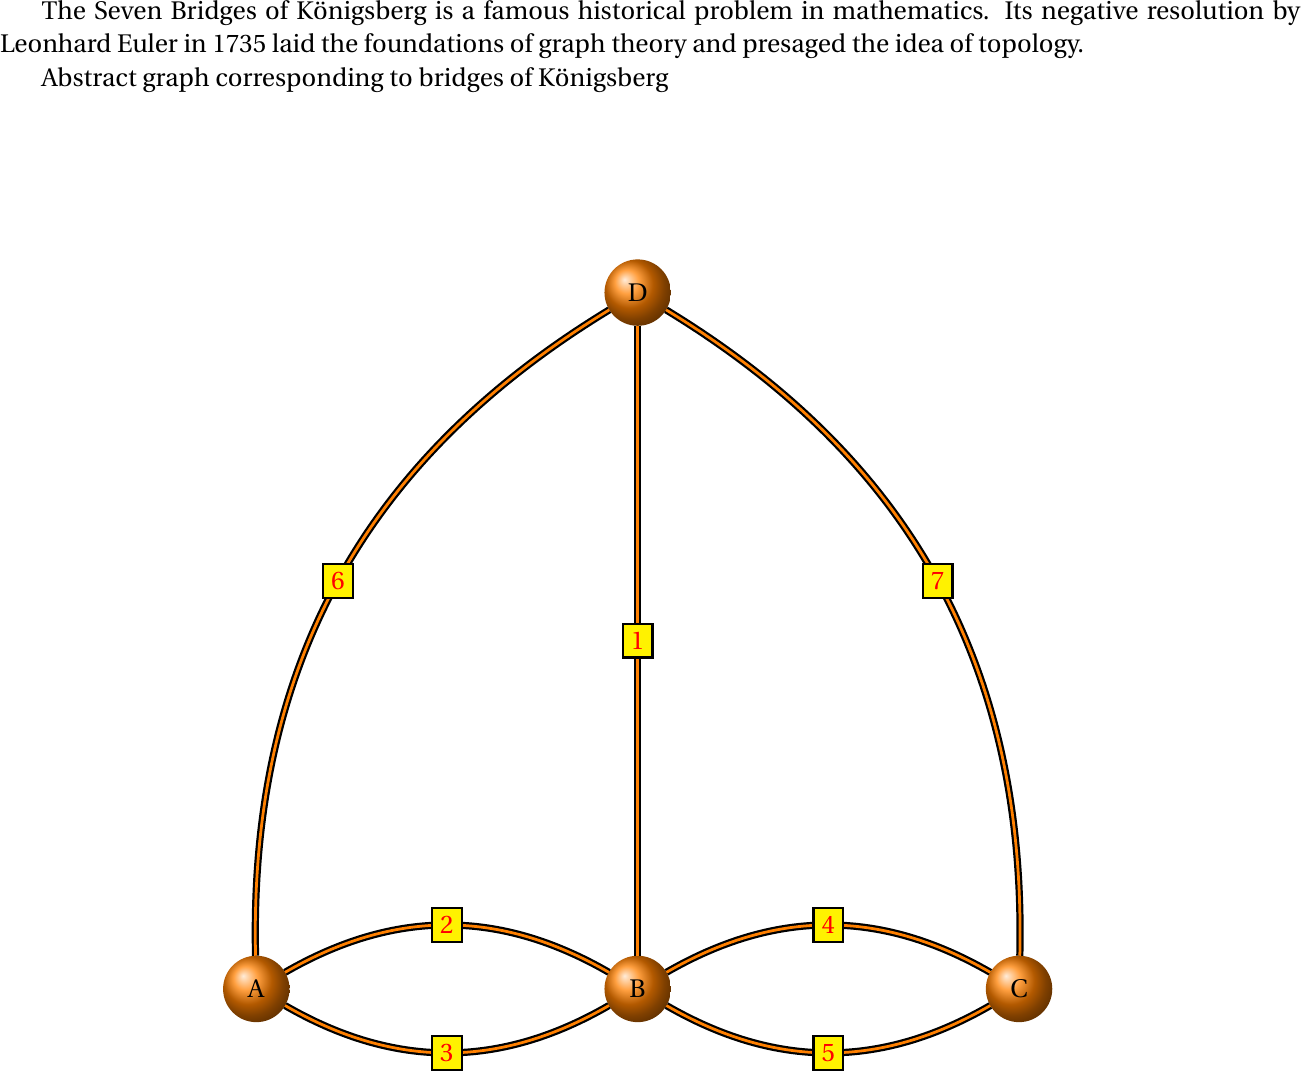 The Seven Bridges of Königsberg is a famous historical problem in mathematics. Its negative resolution by
Leonhard Euler in 1735 laid the foundations of graph theory and presaged the idea of topology.
Abstract graph corresponding to bridges of Königsberg
D
6
7
1
2
4
A
B
C
3
5